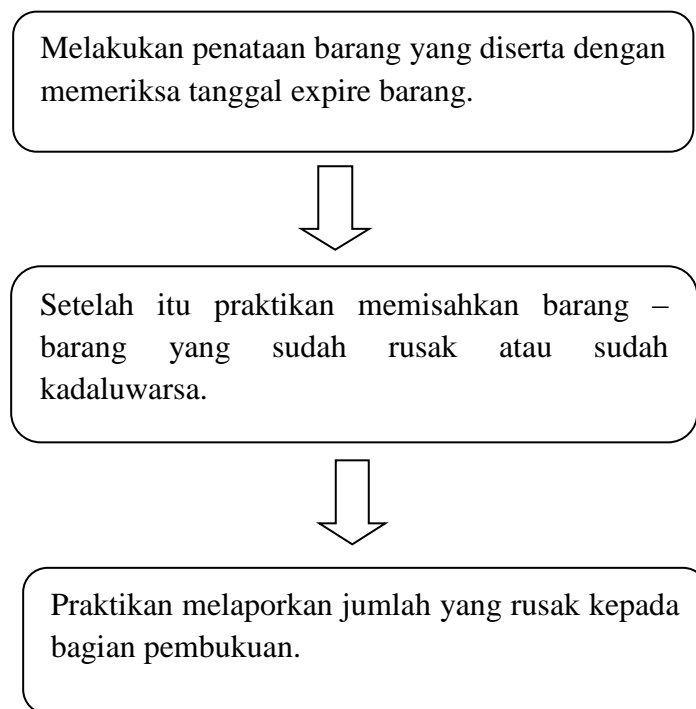 Melakukan penataan barang yang diserta dengan
memeriksa tanggal expire barang.
Setelah itu praktikan memisahkan barang –
barang yang sudah rusak atau sudah
kadaluwarsa.
Praktikan melaporkan jumlah yang rusak kepada
bagian pembukuan.